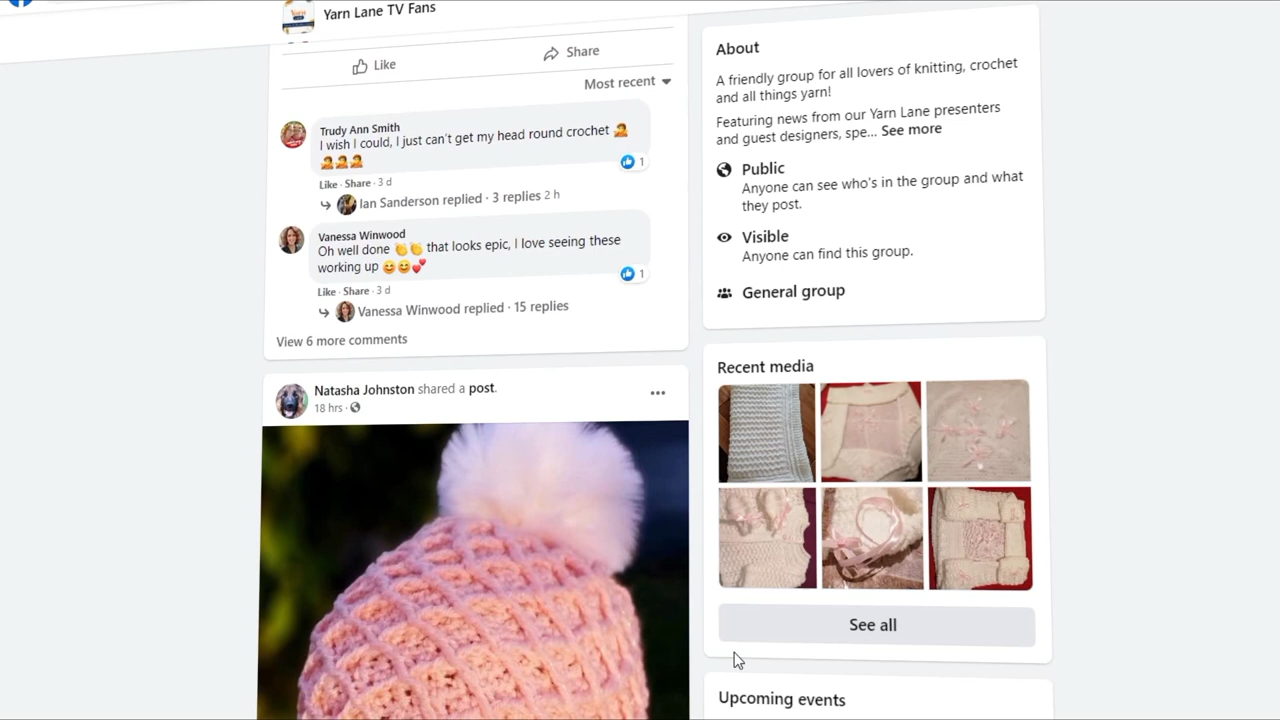 Yarn Lane TV Fans
Like
Share
Most recent
Trudy Ann Smith
I wish I could, I just can't get my head round crochet 🤦
🤦🤦🤦
1
Like · Share · 3 d
Ian Sanderson replied · 3 replies 2 h
Vanessa Winwood
Oh well done 👏👏 that looks epic, I love seeing these
working up 😊😊💕
1
Like · Share · 3 d
Vanessa Winwood replied · 15 replies
View 6 more comments
Natasha Johnston shared a post.
18 hrs ·
About
A friendly group for all lovers of knitting, crochet
and all things yarn!
Featuring news from our Yarn Lane presenters
and guest designers, spe... See more
Public
Anyone can see who's in the group and what
they post.
Visible
Anyone can find this group.
General group
Recent media
See all
Upcoming events